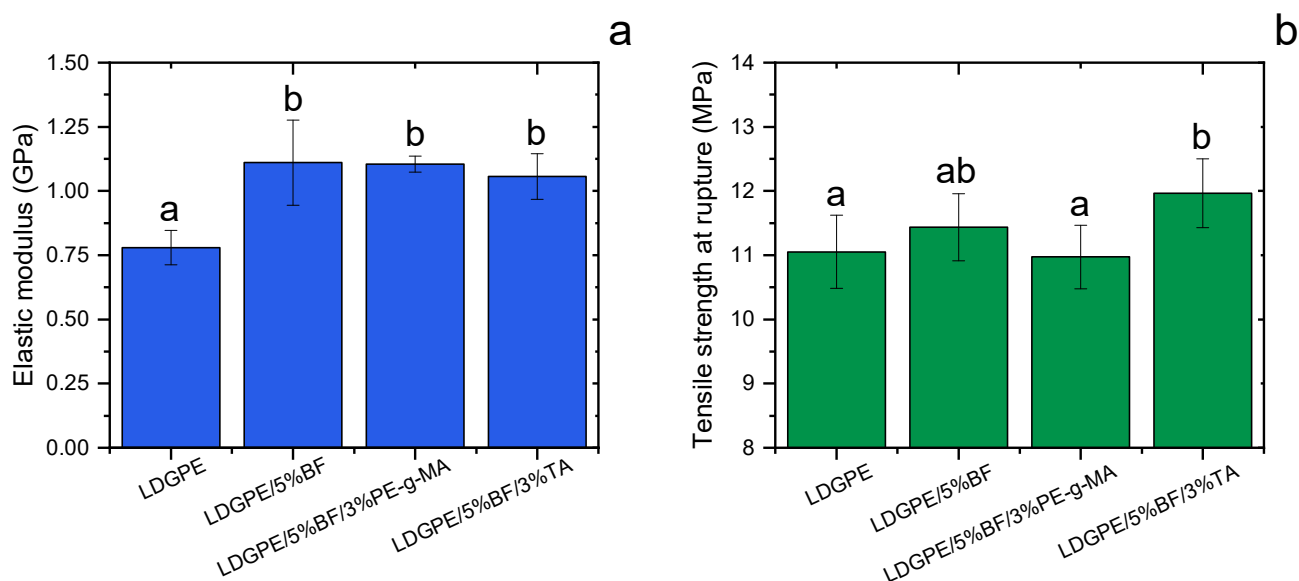 a
Elastic modulus (GPa)
1.50
1.25
1.00
0.75
0.50
0.25
0.00
a
b
b
b
LDGPE
LDGPE/5%BF
LDGPE/5%BF/3%PE-g-MA
LDGPE/5%BF/3%TA
b
Tensile strength at rupture (MPa)
14
13
12
11
10
9
8
a
ab
a
b
LDGPE
LDGPE/5%BF
LDGPE/5%BF/3%PE-g-MA
LDGPE/5%BF/3%TA